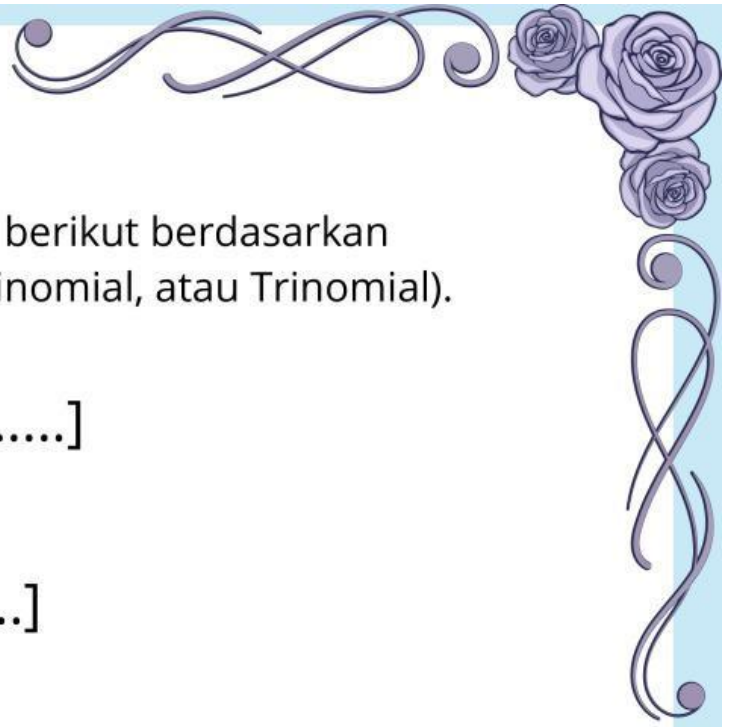 berikut berdasarkan
inomial, atau Trinomial).
.....]
..]